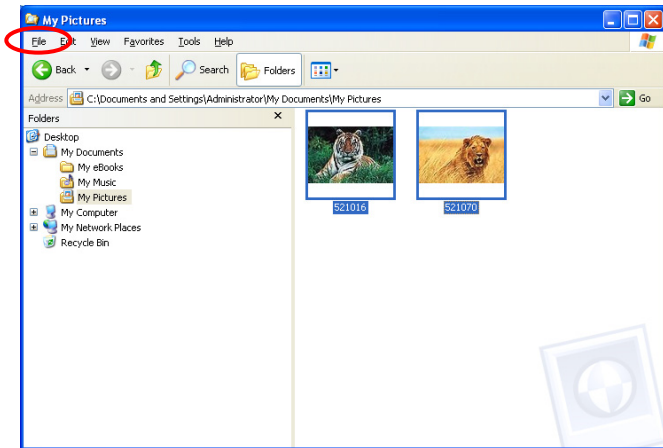 My Pictures
File Edit View Favorites Tools Help
Back Search Folders
Address C:\Documents and Settings\Administrator\My Documents\My Pictures Go
Folders
Desktop
My Documents
My eBooks
My Music
My Pictures
My Computer
My Network Places
Recycle Bin
521016 521070